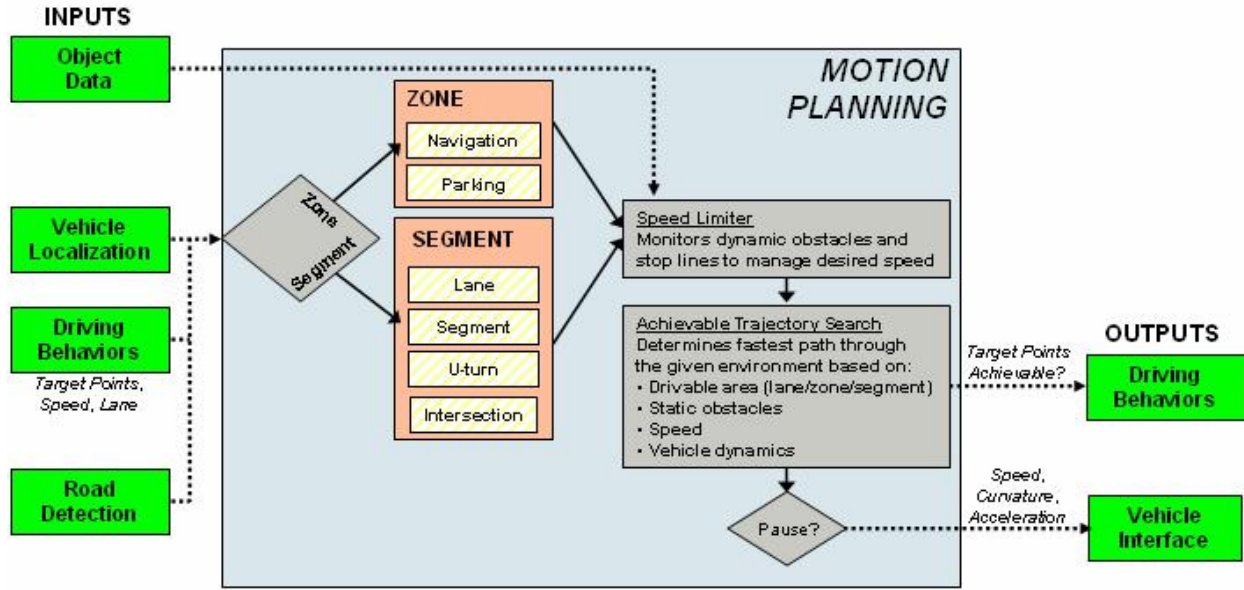 INPUTS
Object
Data
Vehicle
Localization
Driving
Behaviors
Target Points,
Speed, Lane
Road
Detection
MOTION
PLANNING
Zone
Segment
ZONE
Navigation
Parking
SEGMENT
Lane
Segment
U-turn
Intersection
Speed Limiter
Monitors dynamic obstacles and
stop lines to manage desired speed
Achievable Trajectory Search
Determines fastest path through
the given environment based on:
• Drivable area (lane/zone/segment)
• Static obstacles
• Speed
• Vehicle dynamics
Pause?
Target Points
Achievable?
Speed,
Curvature,
Acceleration
OUTPUTS
Driving
Behaviors
Vehicle
Interface